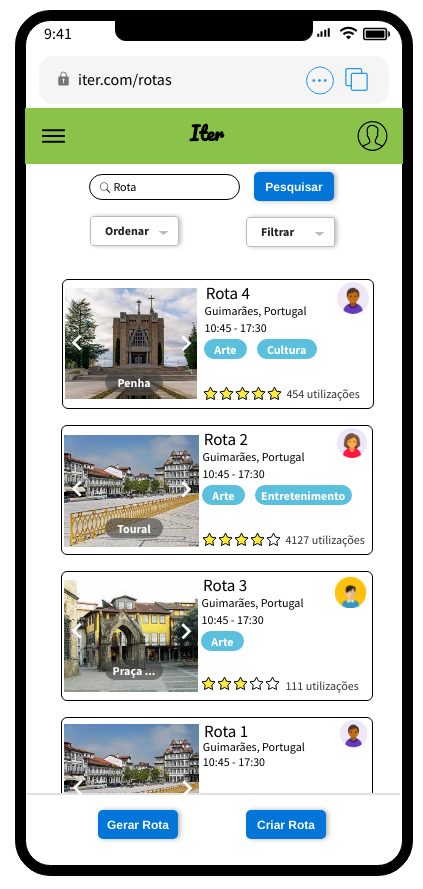 9:41
iter.com/rotas
Iter
Rota
Pesquisar
Ordenar
Filtrar
Rota 4
Guimarães, Portugal
10:45 - 17:30
Arte
Cultura
Penha
454 utilizações
Rota 2
Guimarães, Portugal
10:45 - 17:30
Arte
Entretenimento
Toural
4127 utilizações
Rota 3
Guimarães, Portugal
10:45 - 17:30
Arte
Praça ...
111 utilizações
Rota 1
Guimarães, Portugal
10:45 - 17:30
Gerar Rota
Criar Rota